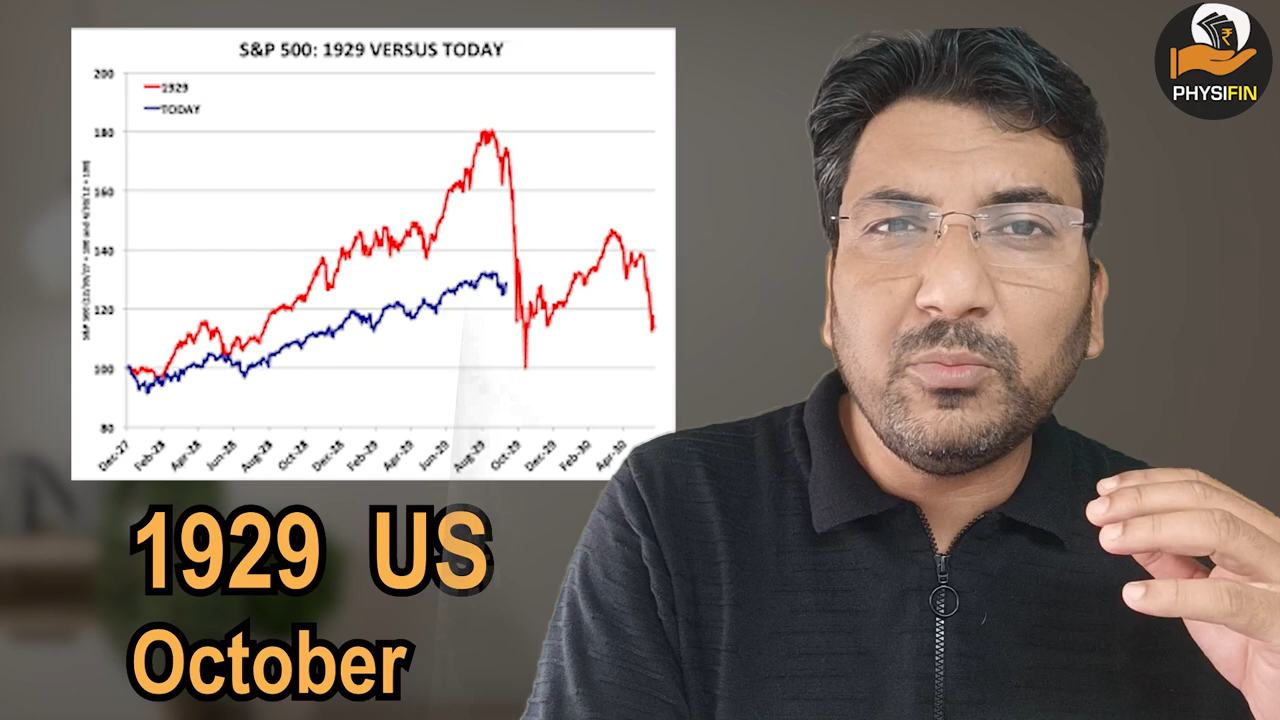 S&P 500: 1929 VERSUS TODAY
1929
TODAY
200
180
160
140
120
100
80
Dec-27
Feb-28
Apr-28
Jun-28
Aug-28
Oct-28
Dec-28
Feb-29
Apr-29
Jun-29
Aug-29
Oct-29
Dec-29
Feb-30
Apr-30
PHYSIFIN
1929 US
October